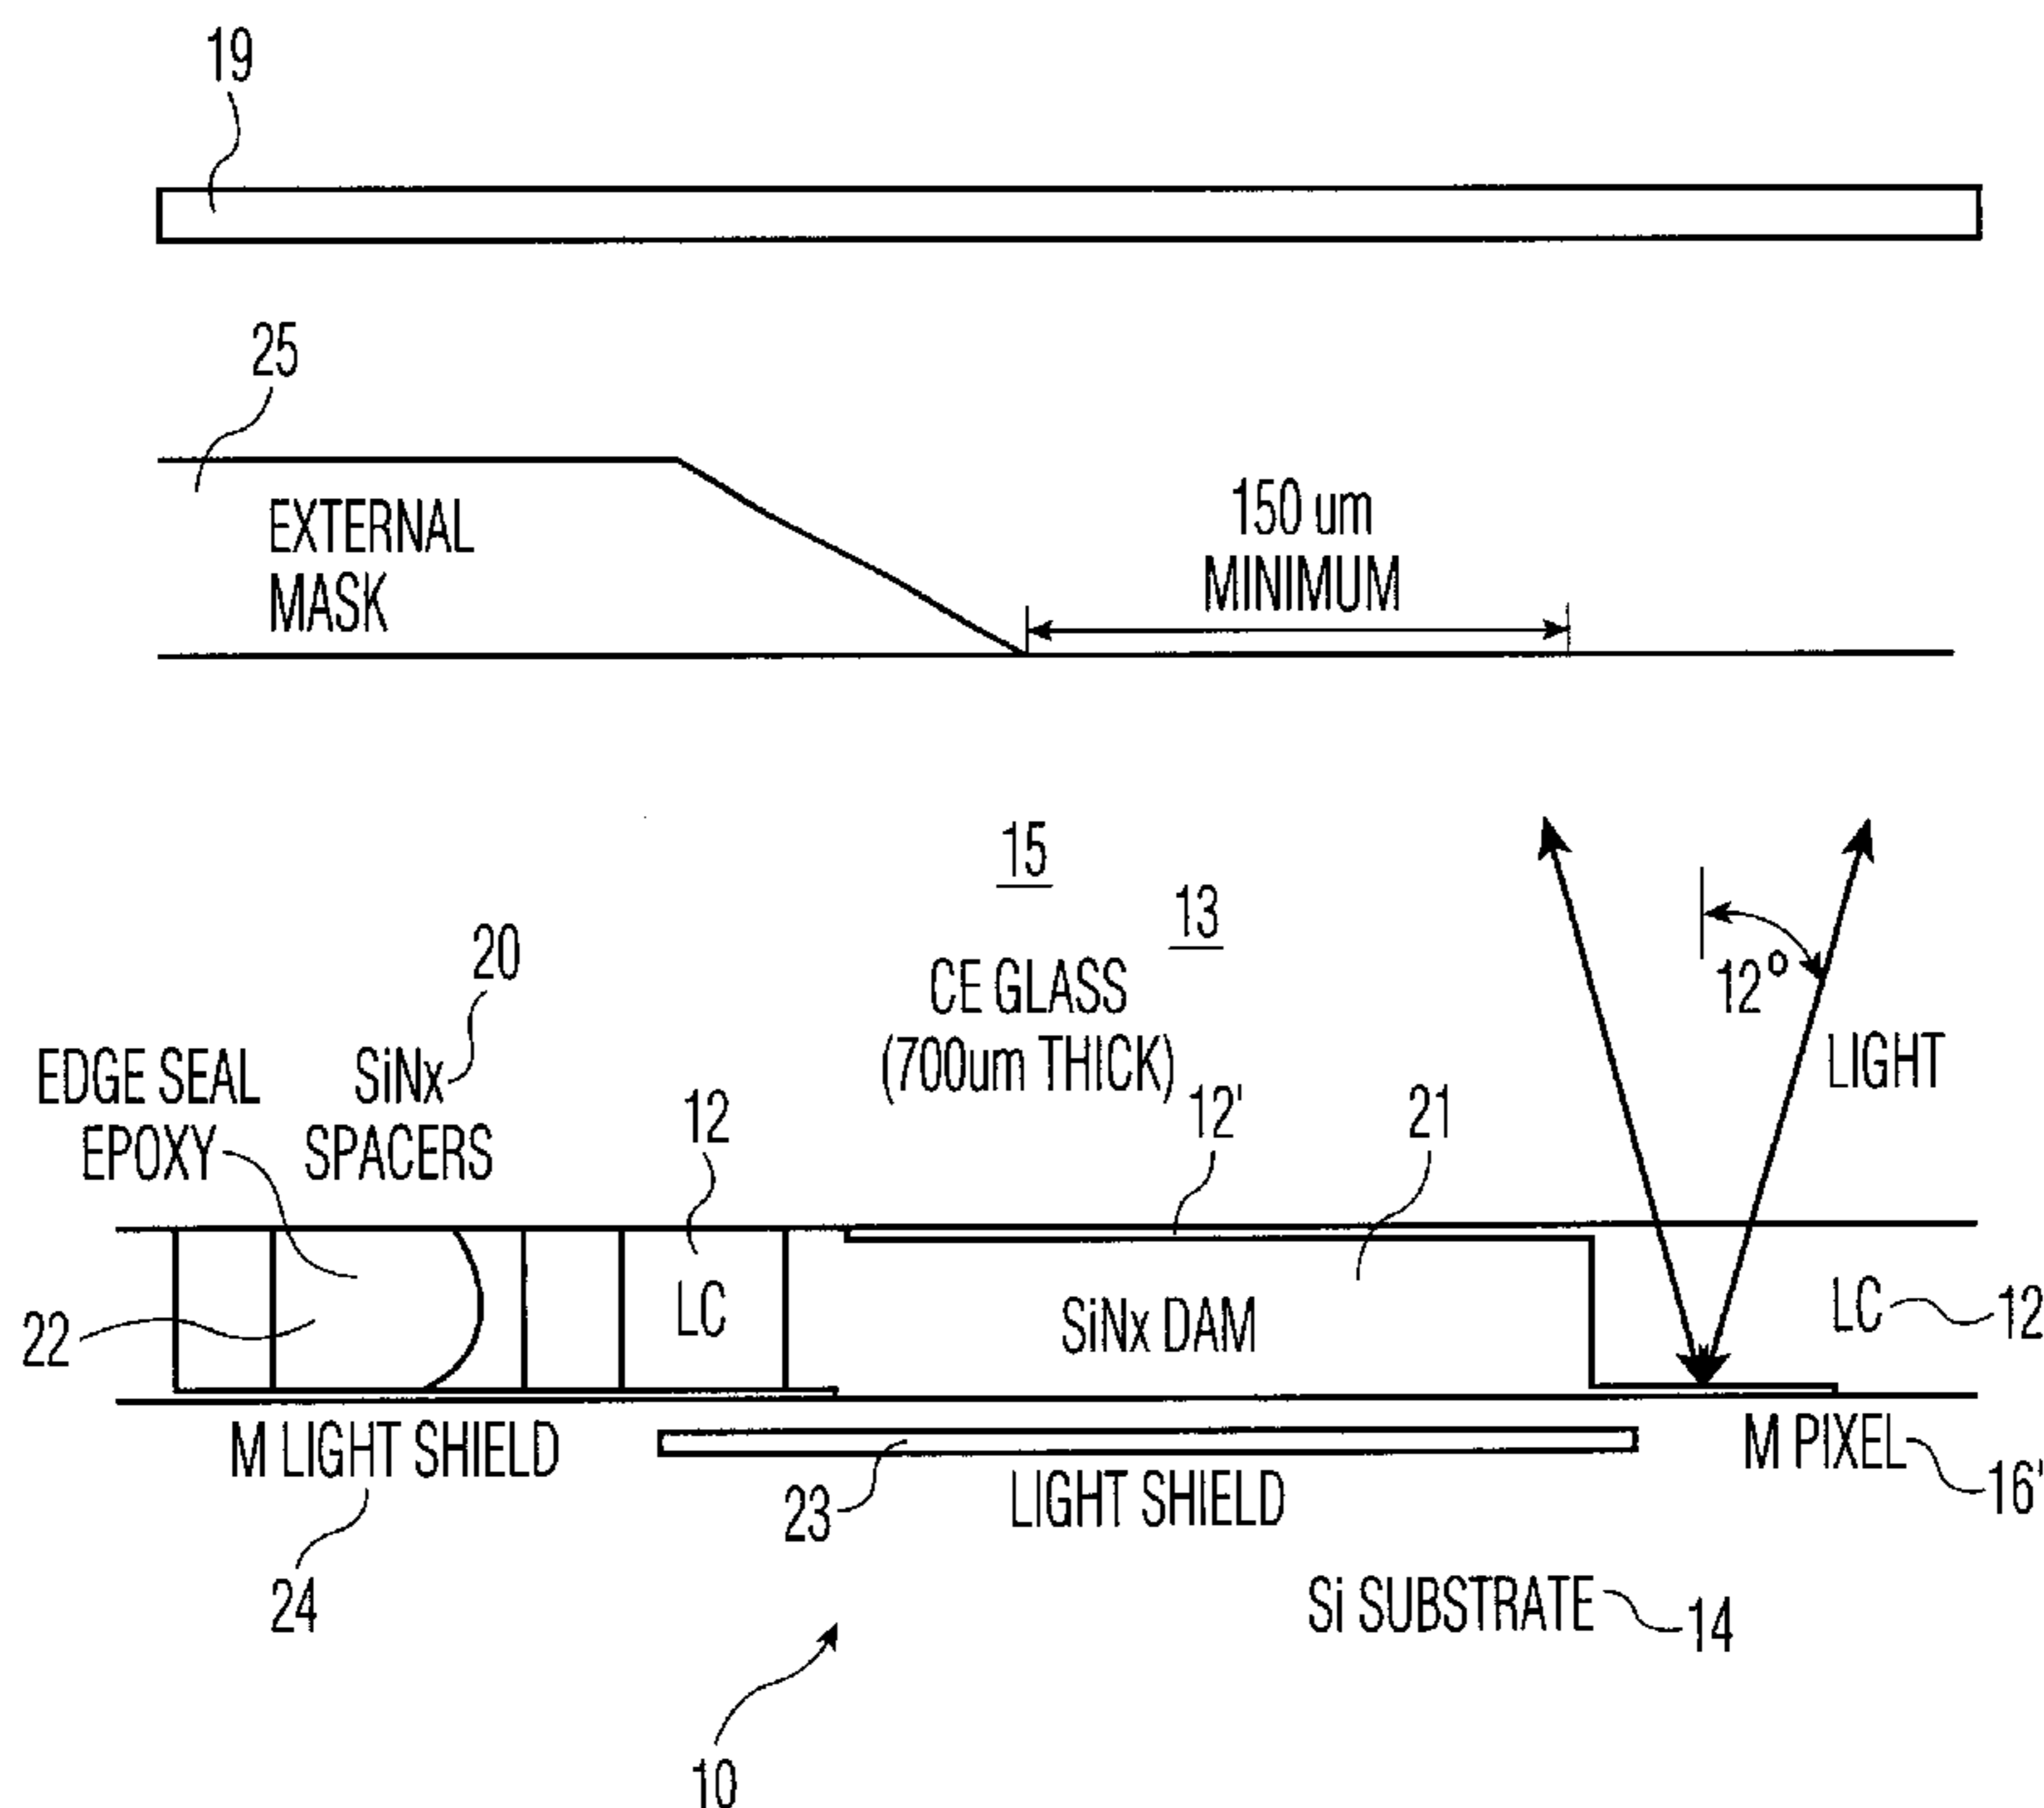 19
25
EXTERNAL
MASK
150 um
MINIMUM
15
13
CE GLASS
(700um THICK)
12°
LIGHT
20
EDGE SEAL
EPOXY
SiNx
SPACERS
12
12'
21
22
LC
SiNx DAM
LC
12
M LIGHT SHIELD
24
23
LIGHT SHIELD
M PIXEL
16'
Si SUBSTRATE
14
10